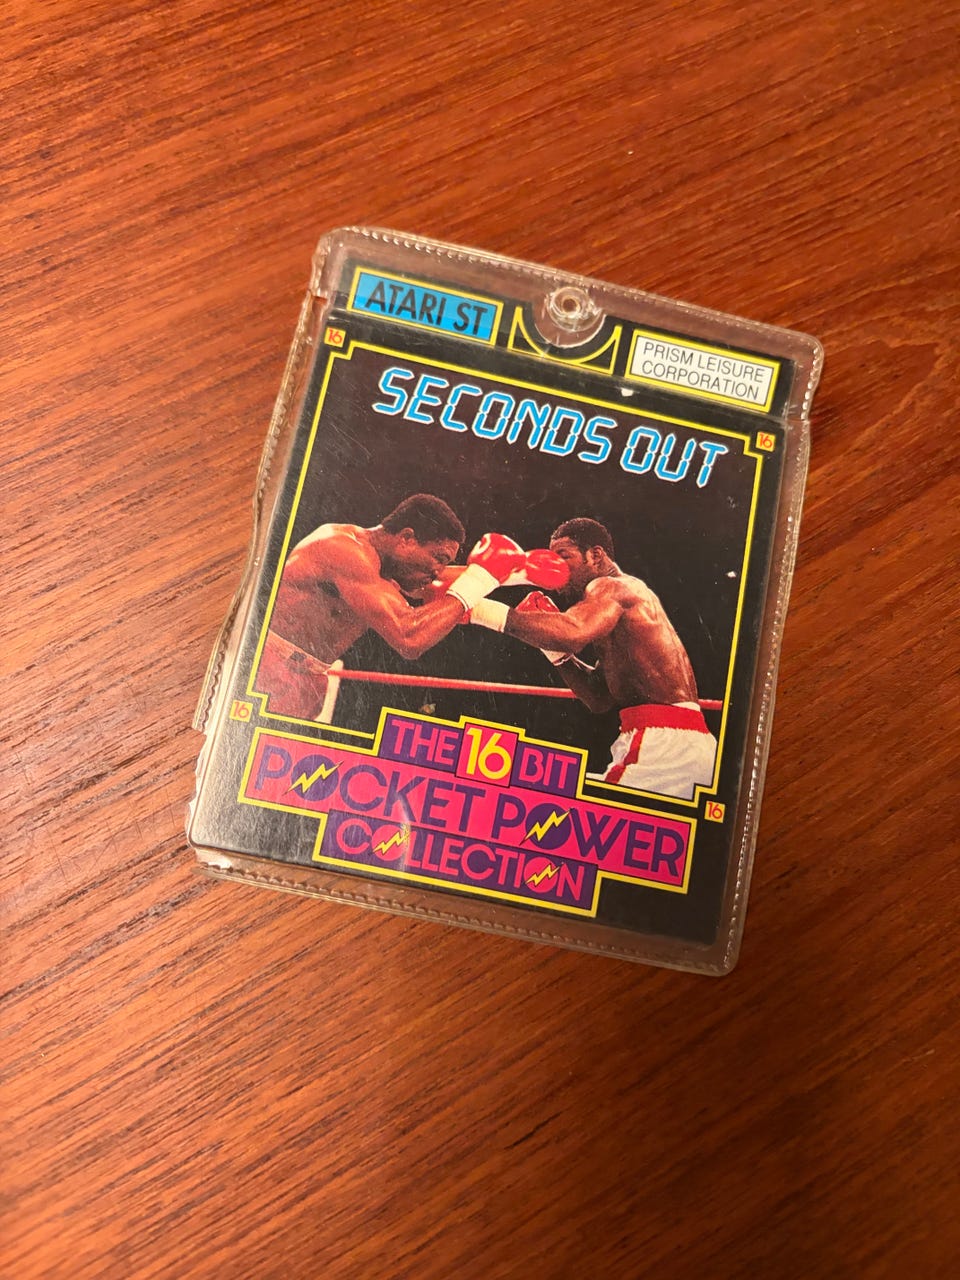 ATARI ST
PRISM LEISURE
CORPORATION
16
16
SECONDS OUT
16
16
THE 16 BIT
POCKET POWER
COLLECTION